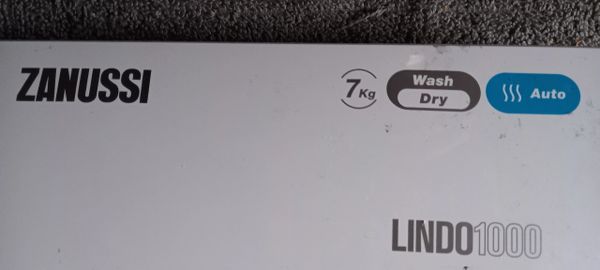 ZANUSSI
7Kg
Wash
Dry
Auto
LINDO1000